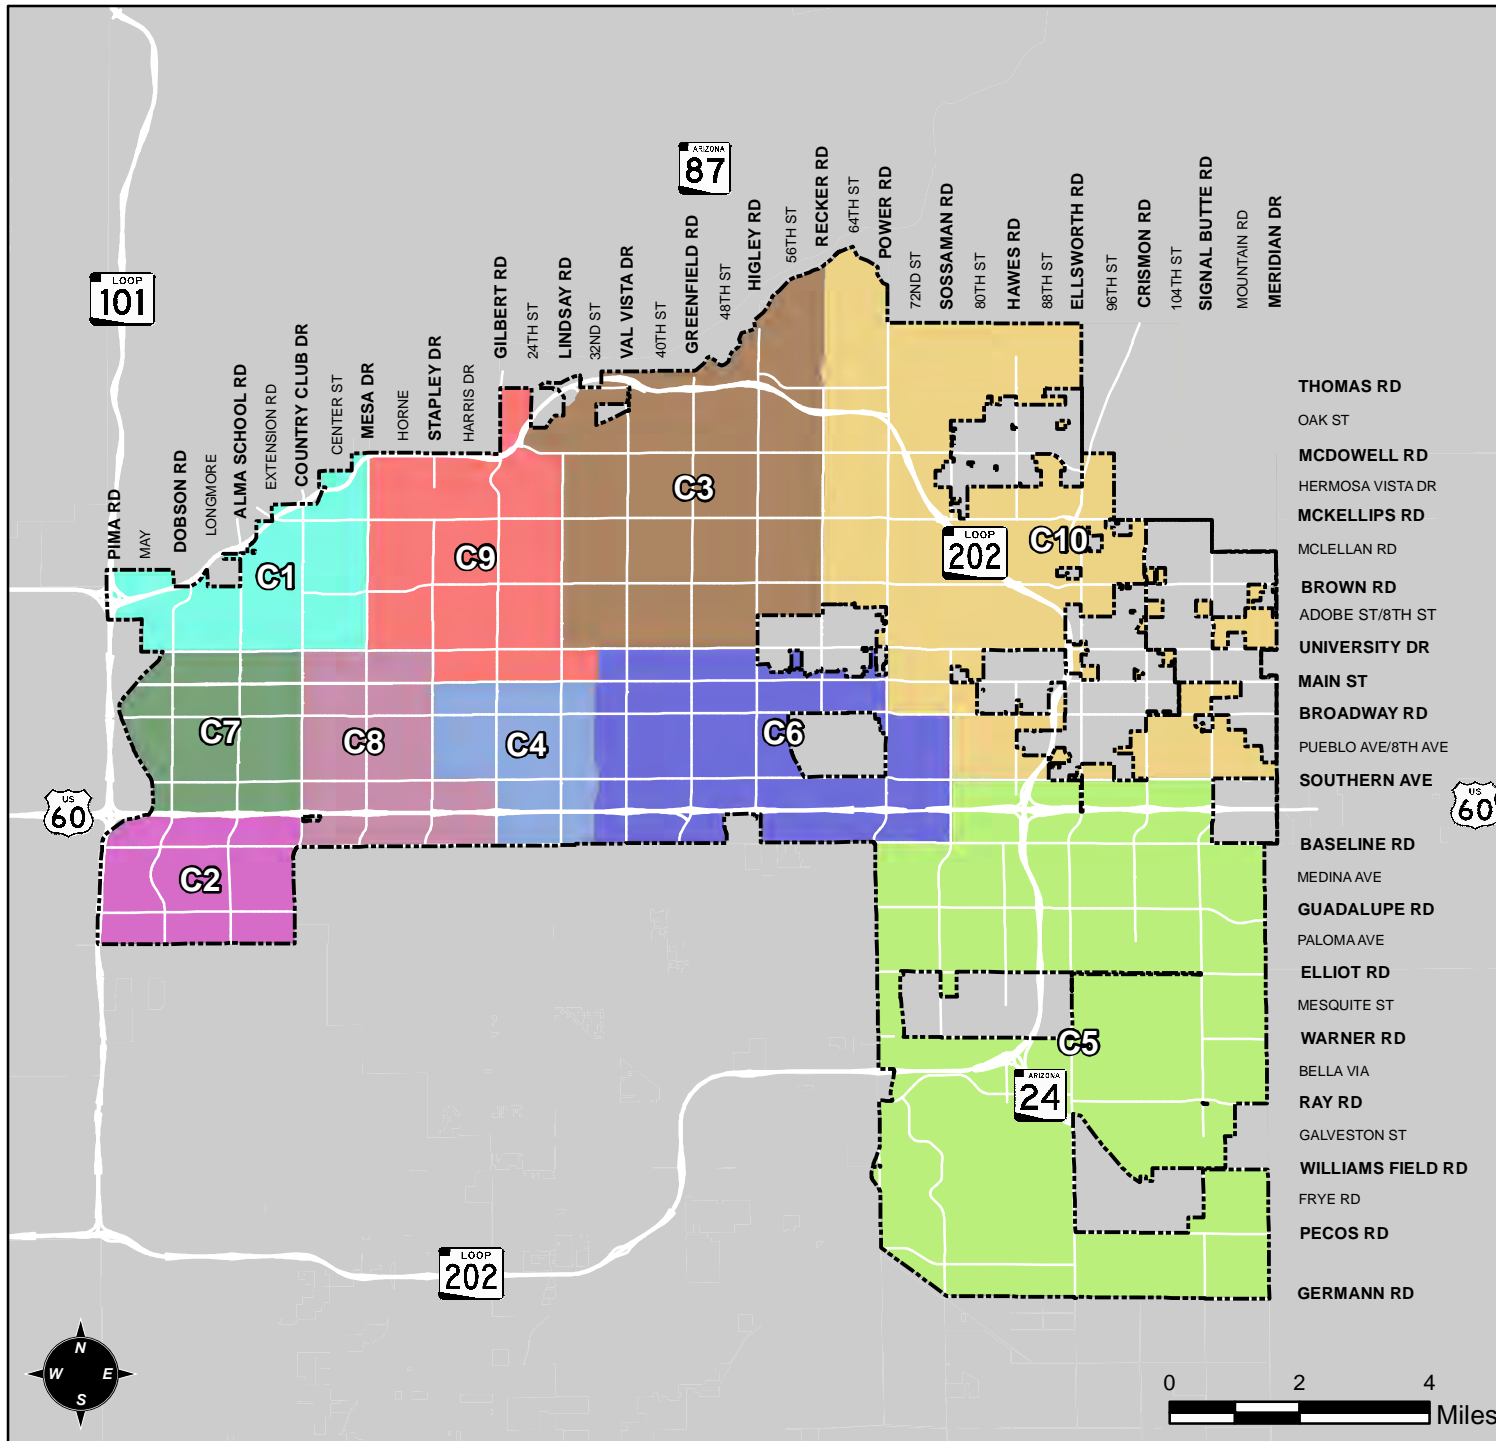 ARIZONA
87
LOOP
101
PIMA RD
MAY
DOBSON RD
LONGMORE
ALMA SCHOOL RD
EXTENSION RD
COUNTRY CLUB DR
CENTER ST
MESA DR
HORNE
STAPLEY DR
HARRIS DR
GILBERT RD
24TH ST
LINDSAY RD
32ND ST
VAL VISTA DR
40TH ST
GREENFIELD RD
48TH ST
HIGLEY RD
56TH ST
RECKER RD
64TH ST
POWER RD
72ND ST
SOSSAMAN RD
80TH ST
HAWES RD
88TH ST
ELLSWORTH RD
96TH ST
CRISMON RD
104TH ST
SIGNAL BUTTE RD
MOUNTAIN RD
MERIDIAN DR
THOMAS RD
OAK ST
MCDOWELL RD
HERMOSA VISTA DR
MCKELLIPS RD
MCLELLAN RD
BROWN RD
ADOBE ST/8TH ST
UNIVERSITY DR
MAIN ST
BROADWAY RD
PUEBLO AVE/8TH AVE
SOUTHERN AVE
BASELINE RD
MEDINA AVE
GUADALUPE RD
PALOMA AVE
ELLIOT RD
MESQUITE ST
WARNER RD
BELLA VIA
RAY RD
GALVESTON ST
WILLIAMS FIELD RD
FRYE RD
PECOS RD
GERMANN RD
C3
C9
C10
LOOP
202
C1
C7
C8
C4
C6
US
60
US
60
C2
C5
ARIZONA
24
LOOP
202
N
W E
S
0 2 4
Miles